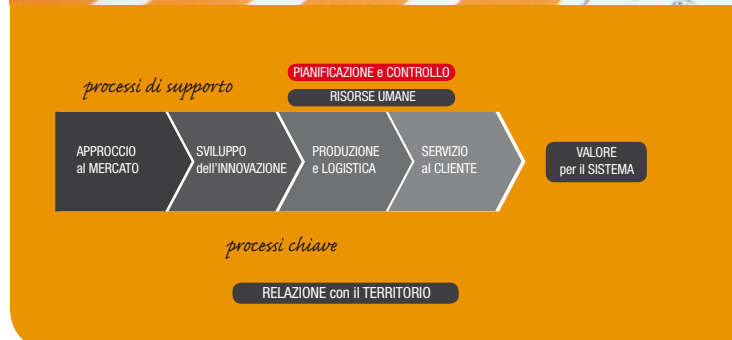 PIANIFICAZIONE e CONTROLLO
processi di supporto
RISORSE UMANE
APPROCCIO
al MERCATO
SVILUPPO
dell'INNOVAZIONE
PRODUZIONE
e LOGISTICA
SERVIZIO
al CLIENTE
VALORE
per il SISTEMA
processi chiave
RELAZIONE con il TERRITORIO